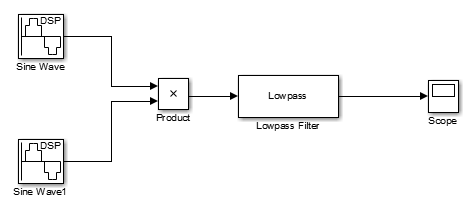 DSP
Sine Wave
×
Product
Lowpass
Lowpass Filter
Scope
DSP
Sine Wave1